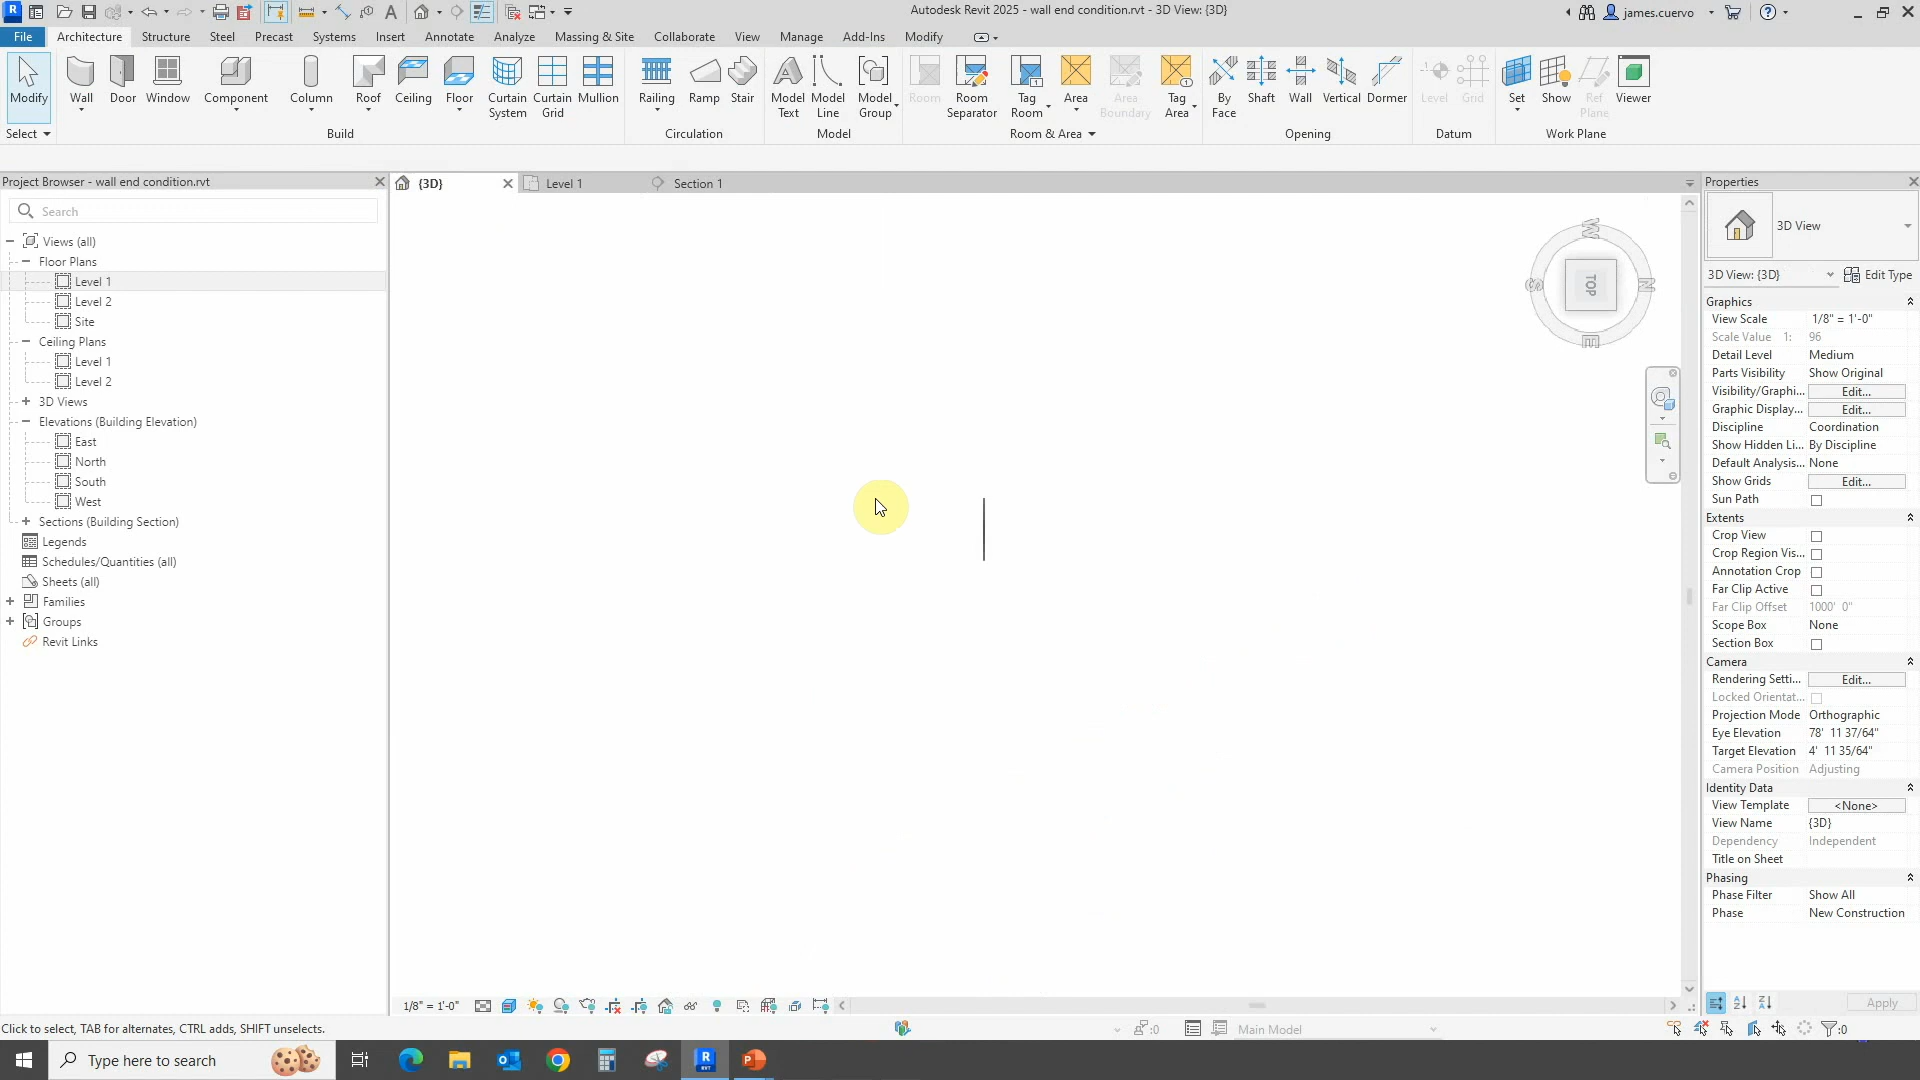 Autodesk Revit 2025 - wall end condition.rvt - 3D View: {3D}
james.cuervo
File Architecture Structure Steel Precast Systems Insert Annotate Analyze Massing & Site Collaborate View Manage Add-Ins Modify
Modify
Wall
Door
Window
Component
Column
Roof
Ceiling
Floor
Curtain System
Curtain Grid
Mullion
Railing
Ramp
Stair
Model Text
Model Line
Model Group
Room
Room Separator
Tag Room
Area
Area Boundary
Tag Area
By Face
Shaft
Wall
Vertical
Dormer
Level
Grid
Set
Show
Ref Plane
Viewer
Select Build Circulation Model Room & Area Opening Datum Work Plane
Project Browser - wall end condition.rvt
Search
Views (all)
Floor Plans
Level 1
Level 2
Site
Ceiling Plans
Level 1
Level 2
3D Views
Elevations (Building Elevation)
East
North
South
West
Sections (Building Section)
Legends
Schedules/Quantities (all)
Sheets (all)
Families
Groups
Revit Links
{3D}
Level 1
Section 1
TOP
W
N
E
S
Properties
3D View
3D View: {3D} Edit Type
Graphics
View Scale 1/8" = 1'-0"
Scale Value 1: 96
Detail Level Medium
Parts Visibility Show Original
Visibility/Graphi... Edit...
Graphic Display... Edit...
Discipline Coordination
Show Hidden Li... By Discipline
Default Analysis... None
Show Grids Edit...
Sun Path
Extents
Crop View
Crop Region Vis...
Annotation Crop
Far Clip Active
Far Clip Offset 1000' 0"
Scope Box None
Section Box
Camera
Rendering Setti... Edit...
Locked Orientat...
Projection Mode Orthographic
Eye Elevation 78' 11 37/64"
Target Elevation 4' 11 35/64"
Camera Position Adjusting
Identity Data
View Template <None>
View Name {3D}
Dependency Independent
Title on Sheet
Phasing
Phase Filter Show All
Phase New Construction
Apply
1/8" = 1'-0"
Click to select, TAB for alternates, CTRL adds, SHIFT unselects.
:0
Main Model
:0
Type here to search